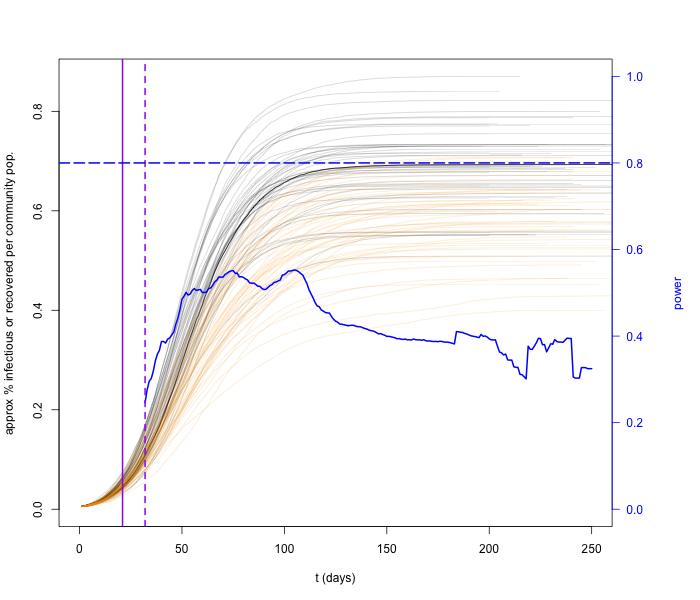 approx % infectious or recovered per community pop.
0.8
0.6
0.4
0.2
0.0
1.0
0.8
0.6
0.4
0.2
0.0
power
0 50 100 150 200 250
t (days)